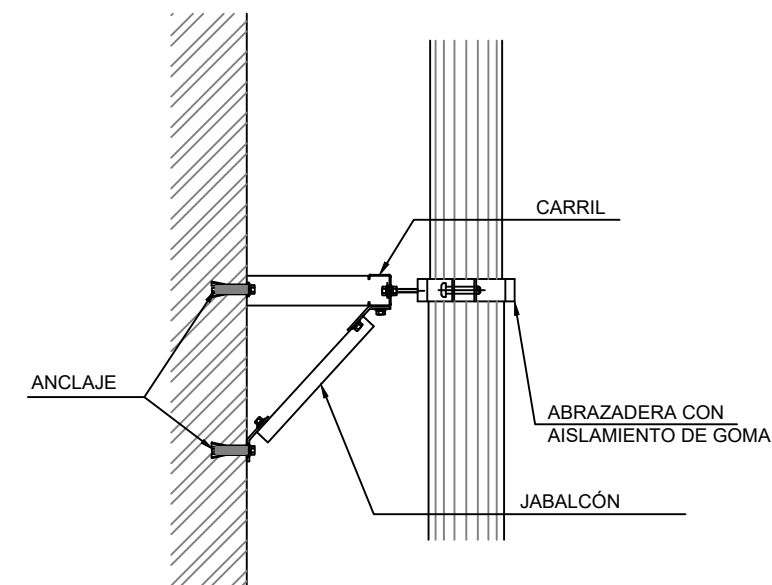 CARRIL
ANCLAJE
ABRAZADERA CON
AISLAMIENTO DE GOMA
JABALCÓN